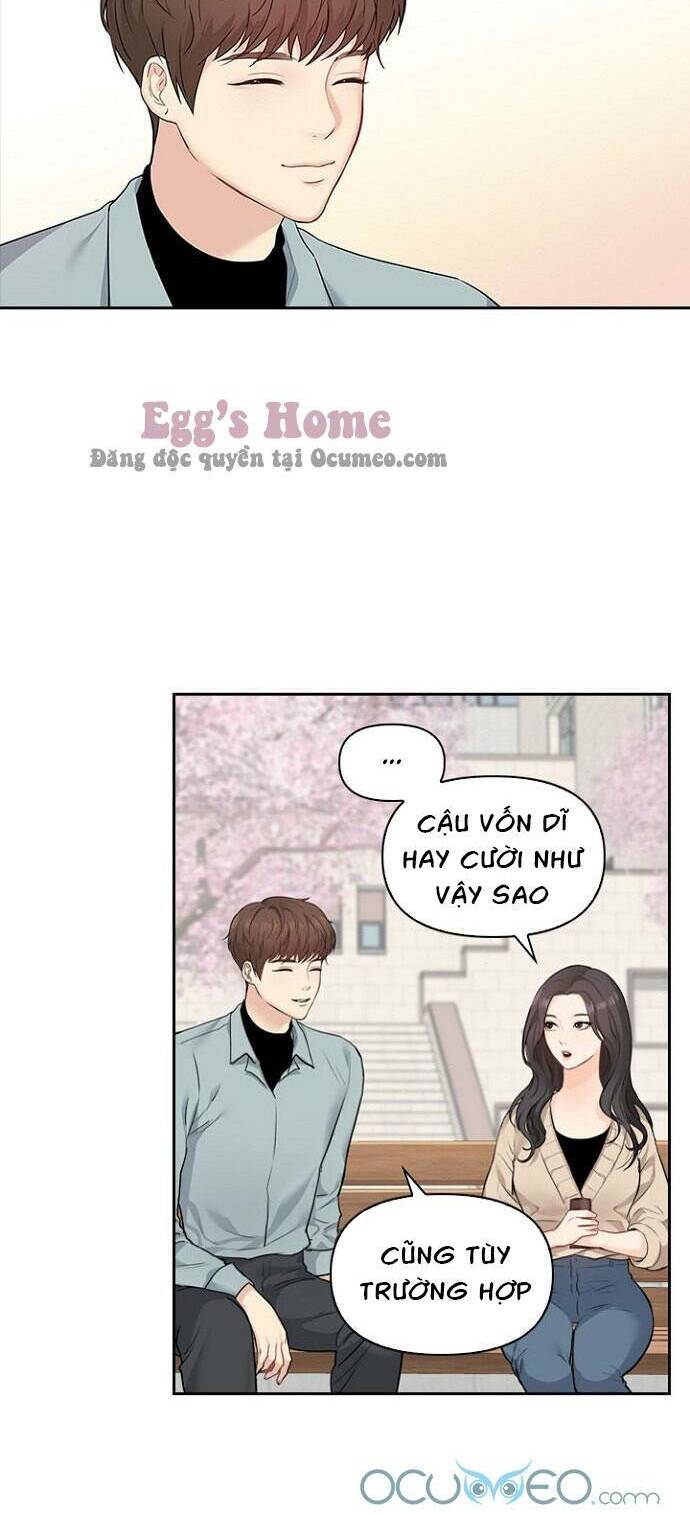 Egg's Home
Đăng độc quyền tại Ocumeo.com
...
CẬU VỐN DĨ
HAY CƯỜI NHƯ
VẬY SAO
CŨNG TÙY
TRƯỜNG HỢP
OCUMEO.comm